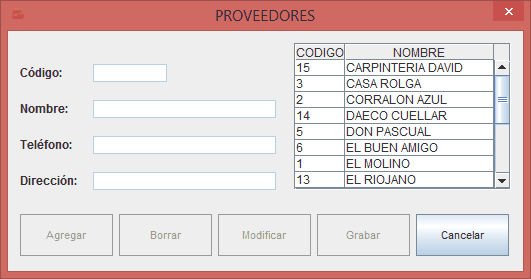 PROVEEDORES
Código:
Nombre:
Teléfono:
Dirección:
CODIGO NOMBRE
15 CARPINTERIA DAVID
3 CASA ROLGA
2 CORRALON AZUL
14 DAECO CUELLAR
5 DON PASCUAL
6 EL BUEN AMIGO
1 EL MOLINO
13 EL RIOJANO
Agregar Borrar Modificar Grabar Cancelar